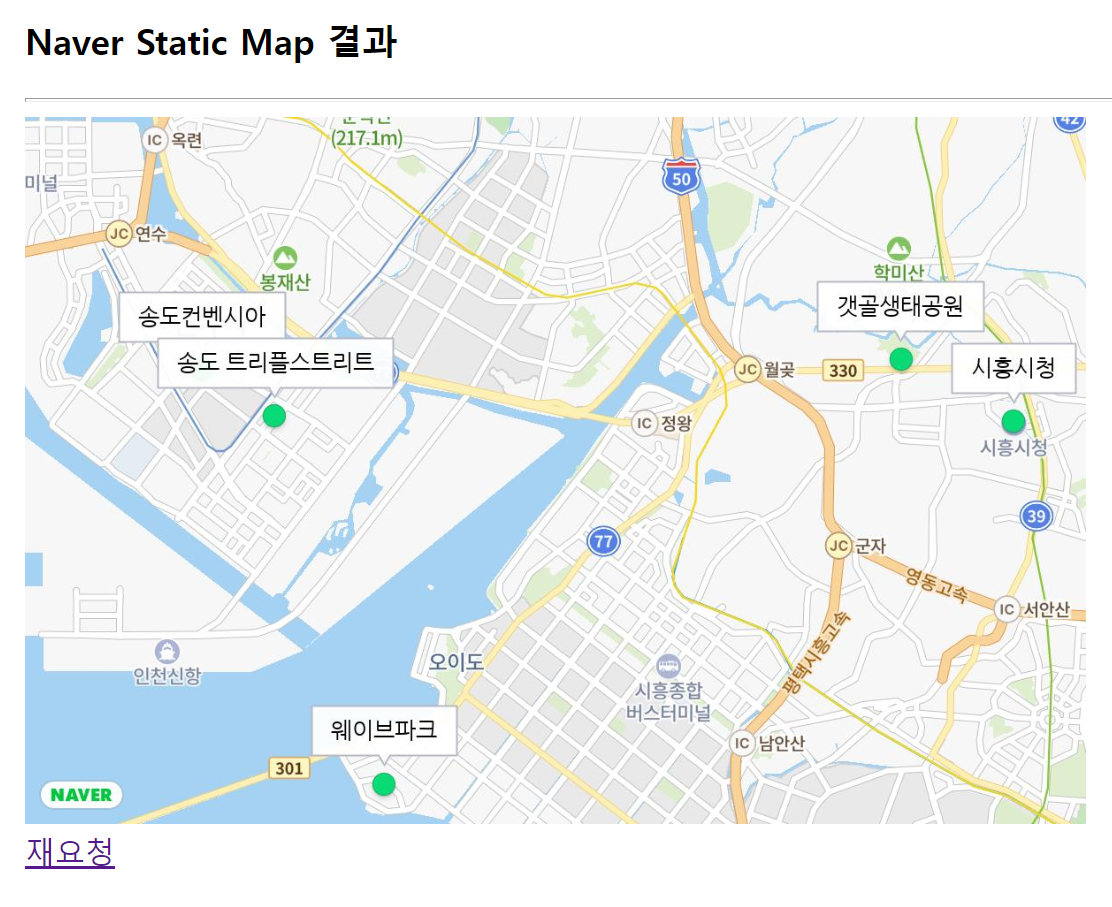 Naver Static Map 결과
(217.1m)
42
IC 옥련
미널
50
JC 연수
봉재산
학미산
송도컨벤시아
갯골생태공원
송도 트리플스트리트
시흥시청
JC 월곶
330
IC 정왕
시흥시청
39
77
JC 군자
영동고속
IC 서안산
평택시흥고속
오이도
인천신항
시흥종합
버스터미널
웨이브파크
IC 남안산
301
NAVER
재요청